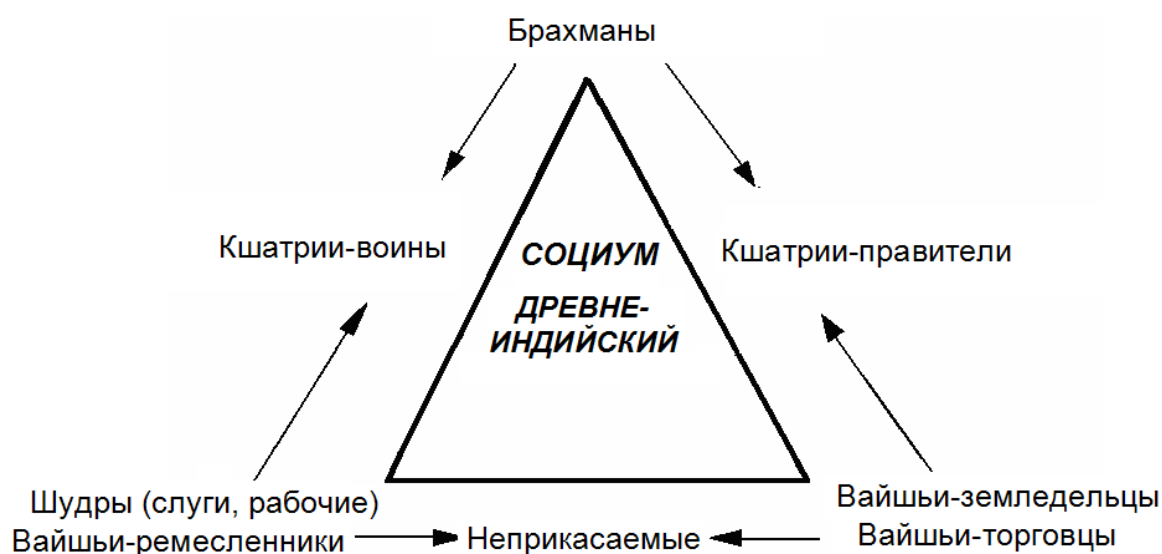 Брахманы
Кшатрии-воины
СОЦИУМ
ДРЕВНЕ-
ИНДИЙСКИЙ
Кшатрии-правители
Шудры (слуги, рабочие)
Вайшьи-ремесленники
Неприкасаемые
Вайшьи-земледельцы
Вайшьи-торговцы